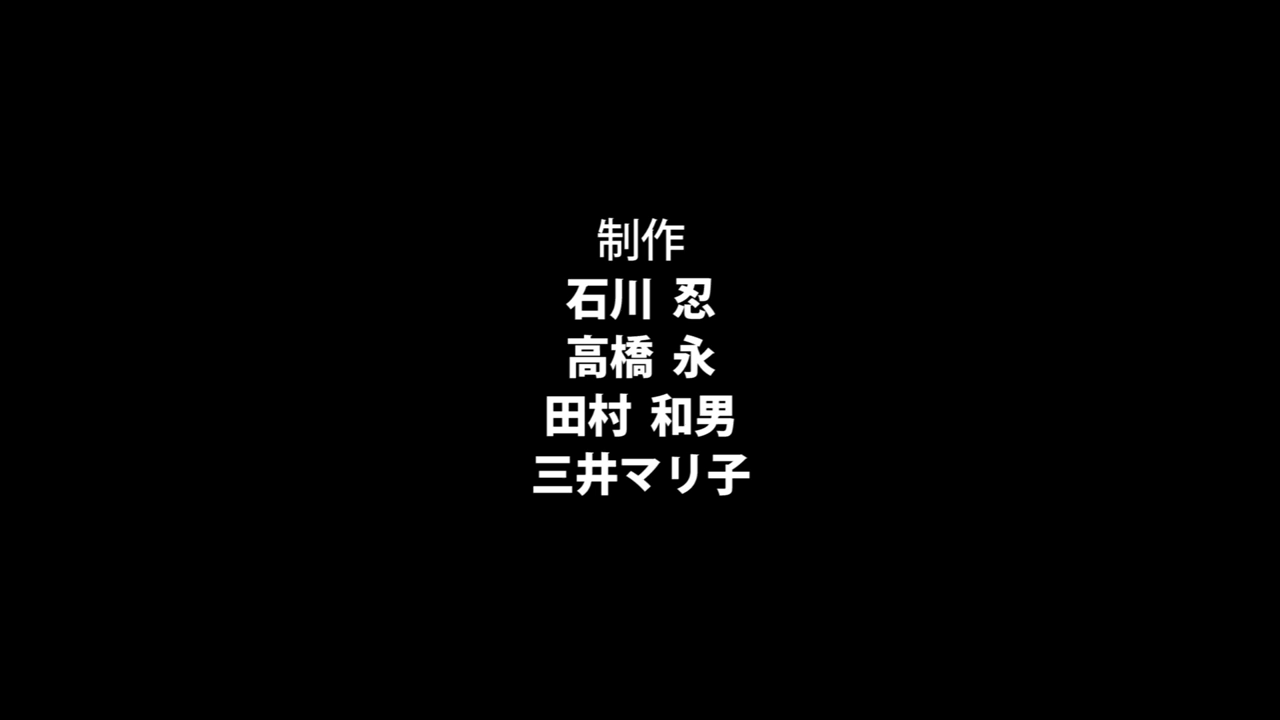 制作
石川 忍
高橋 永
田村 和男
三井マリ子